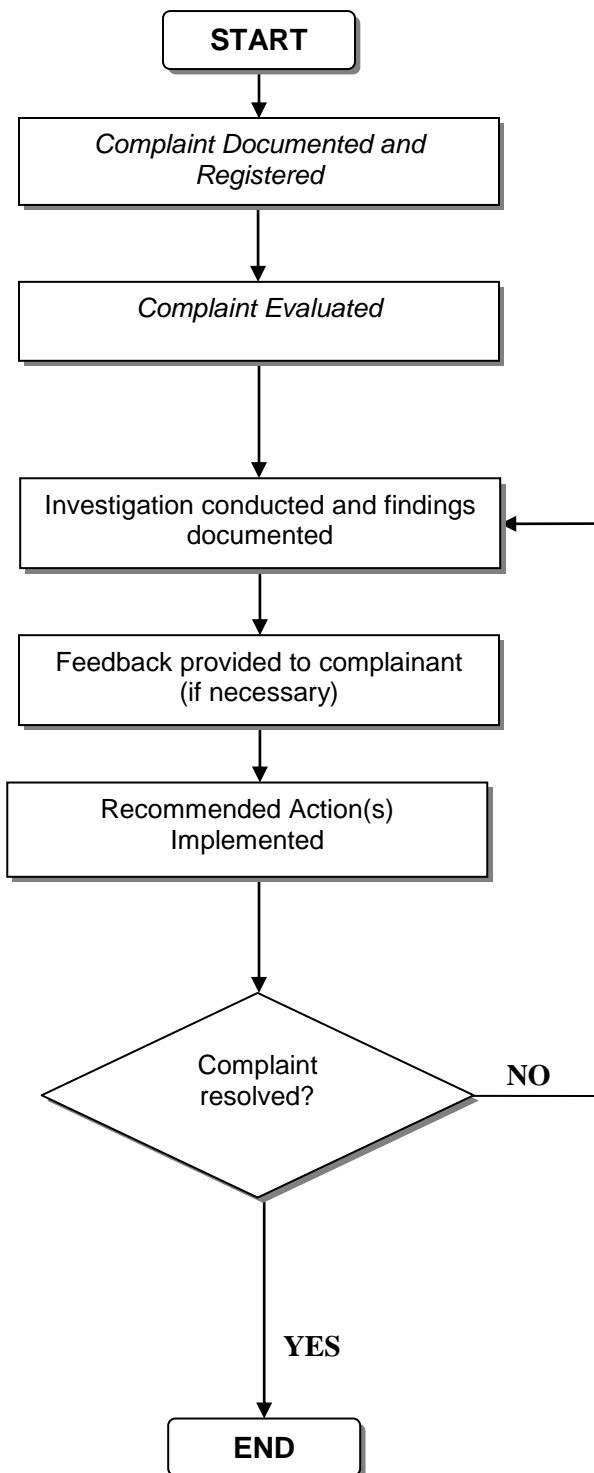 START
Complaint Documented and
Registered
Complaint Evaluated
Investigation conducted and findings
documented
Feedback provided to complainant
(if necessary)
Recommended Action(s)
Implemented
Complaint
resolved?
NO
YES
END